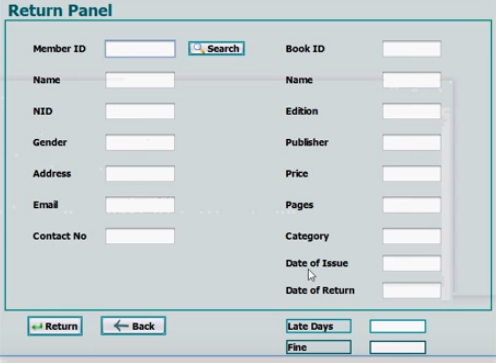 Return Panel
Member ID
Search
Book ID
Name
Name
NID
Edition
Gender
Publisher
Address
Price
Email
Pages
Contact No
Category
Date of Issue
Date of Return
Return
Back
Late Days
Fine